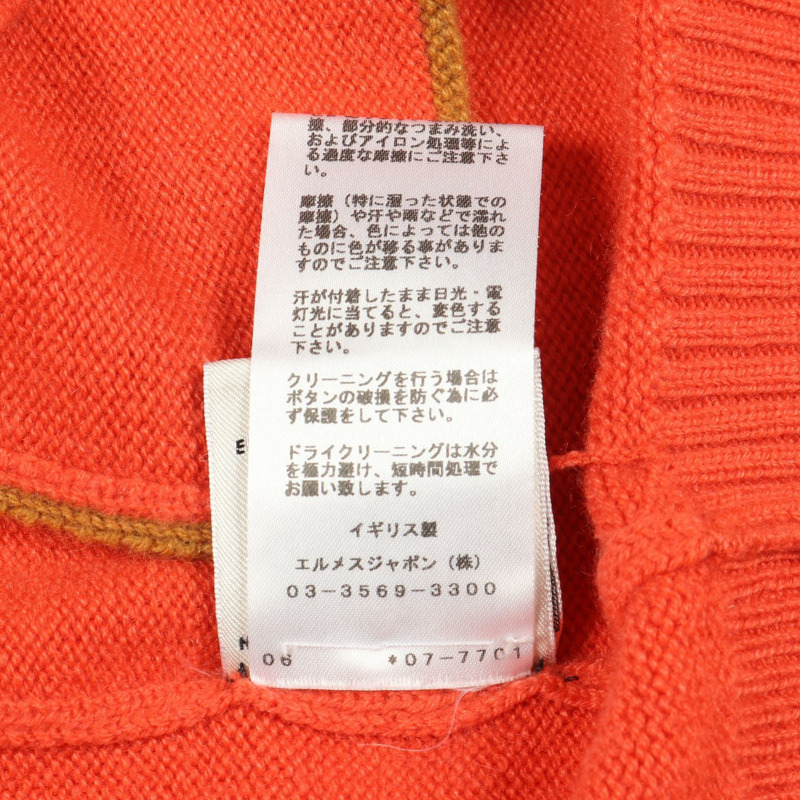 擦、部分的なつまみ洗い、
およびアイロン処理等によ
る過度な摩擦にご注意下さ
い。
摩擦（特に湿った状態での
摩擦）や汗や雨などで濡れ
た場合、色によっては他の
ものに色が移る事がありま
すのでご注意下さい。
汗が付着したまま日光・電
灯光に当てると、変色する
ことがありますのでご注意
下さい。
クリーニングを行う場合は
ボタンの破損を防ぐ為に必
ず保護をして下さい。
ドライクリーニングは水分
を極力避け、短時間処理で
お願い致します。
イギリス製
エルメスジャポン（株）
03-3569-3300
06 *07-7701